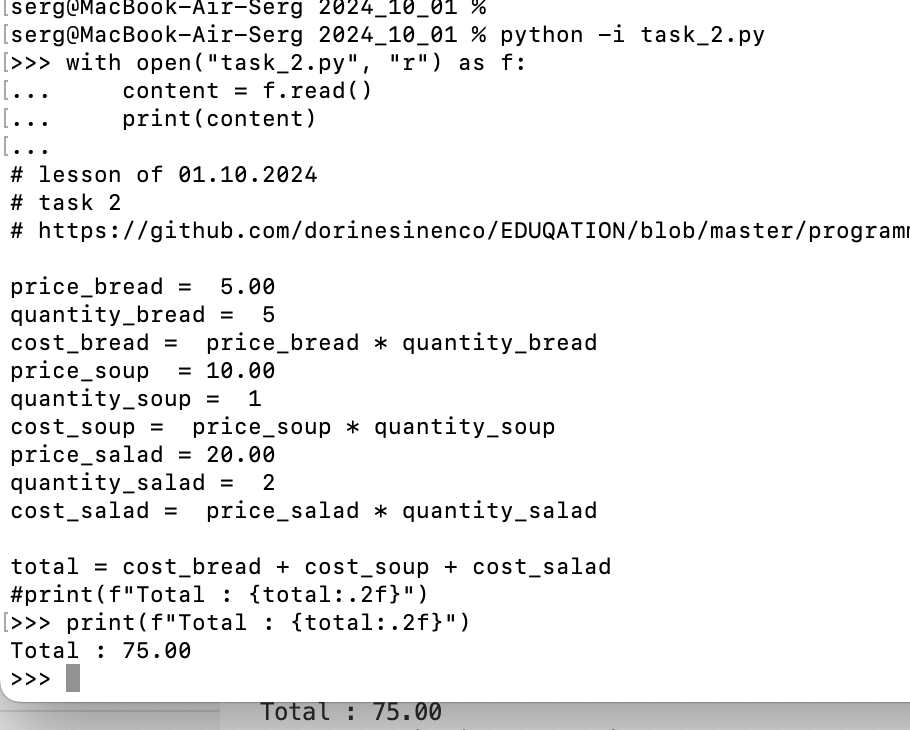 [serg@MacBook-Air-Serg 2024_10_01 %
[serg@MacBook-Air-Serg 2024_10_01 % python -i task_2.py
[>>> with open("task_2.py", "r") as f:
[...     content = f.read()
[...     print(content)
[...
# lesson of 01.10.2024
# task 2
# https://github.com/dorinesinenco/EDUQATION/blob/master/programm

price_bread =  5.00
quantity_bread =  5
cost_bread =  price_bread * quantity_bread
price_soup  = 10.00
quantity_soup =  1
cost_soup =  price_soup * quantity_soup
price_salad = 20.00
quantity_salad =  2
cost_salad =  price_salad * quantity_salad

total = cost_bread + cost_soup + cost_salad
#print(f"Total : {total:.2f}")
[>>> print(f"Total : {total:.2f}")
Total : 75.00
>>>
Total : 75.00